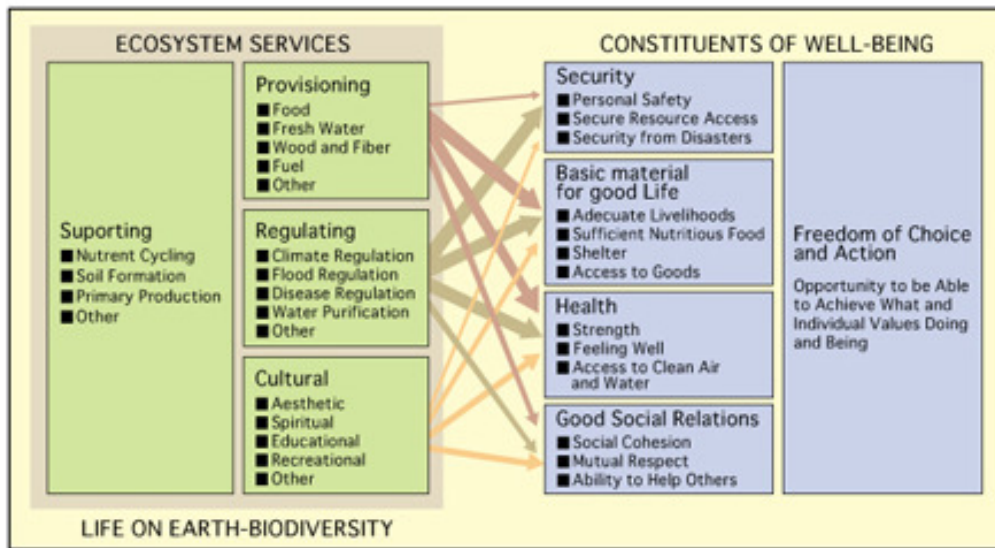 ECOSYSTEM SERVICES
Suporting
Nutrent Cycling
Soil Formation
Primary Production
Other
Provisioning
Food
Fresh Water
Wood and Fiber
Fuel
Other
Regulating
Climate Regulation
Flood Regulation
Disease Regulation
Water Purification
Other
Cultural
Aesthetic
Spiritual
Educational
Recreational
Other
LIFE ON EARTH-BIODIVERSITY
CONSTITUENTS OF WELL-BEING
Security
Personal Safety
Secure Resource Access
Security from Disasters
Basic material
for good Life
Adequate Livelihoods
Sufficient Nutritious Food
Shelter
Access to Goods
Health
Strength
Feeling Well
Access to Clean Air
and Water
Good Social Relations
Social Cohesion
Mutual Respect
Ability to Help Others
Freedom of Choice
and Action
Opportunity to be Able
to Achieve What and
Individual Values Doing
and Being